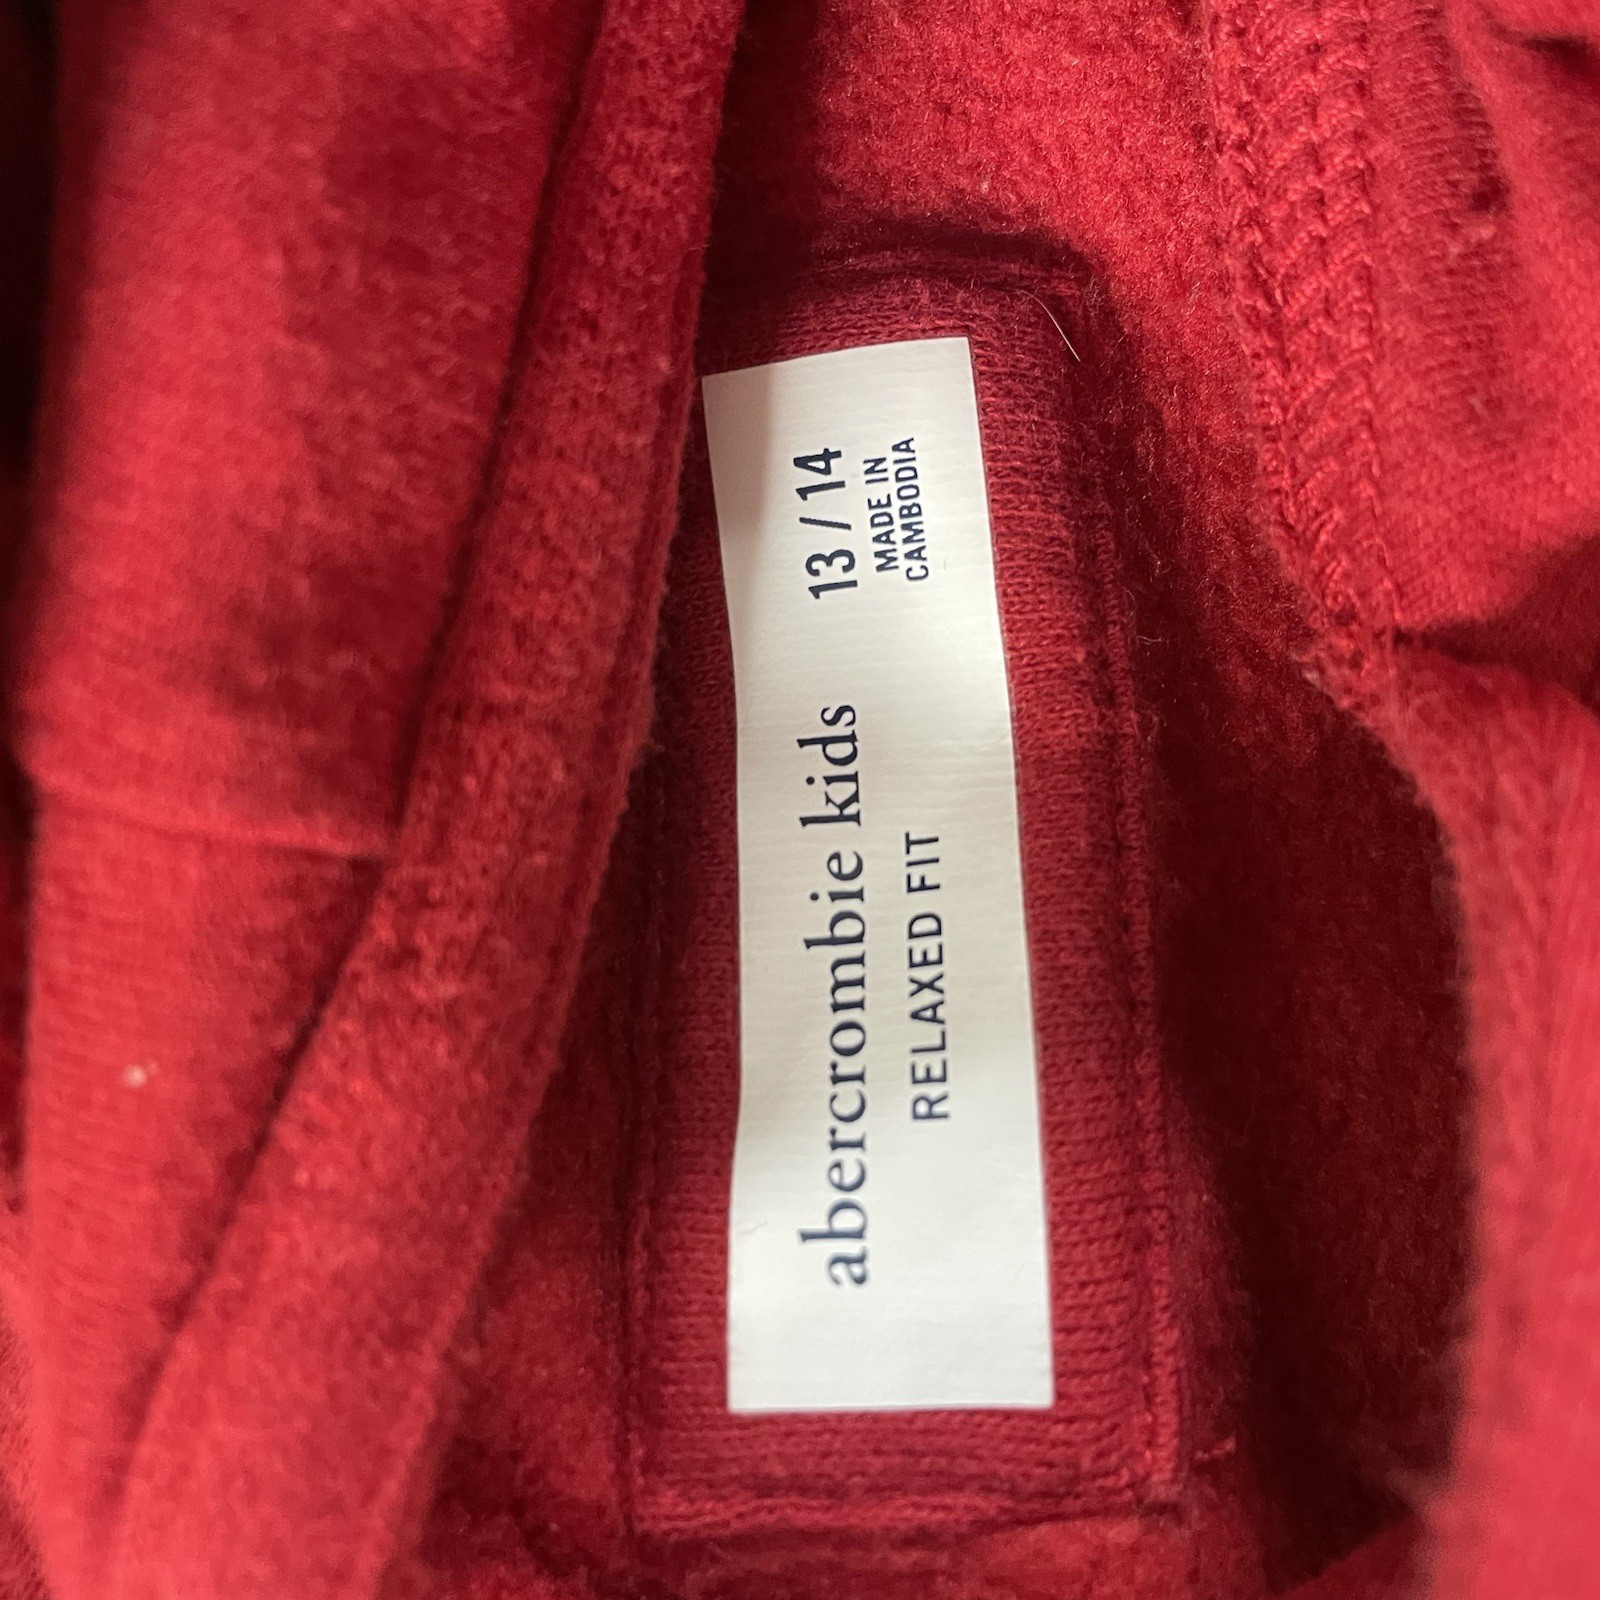 abercrombie kids 13/14
RELAXED FIT
MADE IN
CAMBODIA